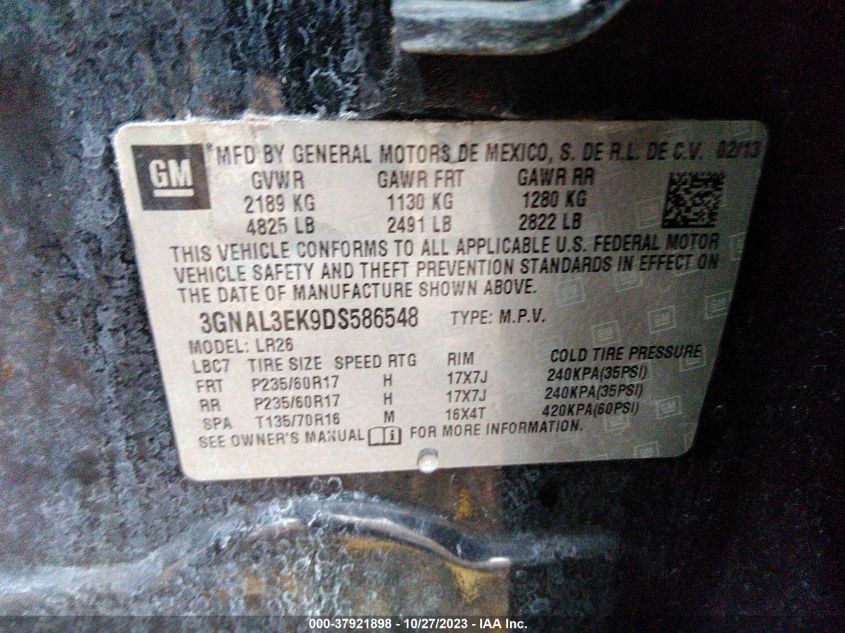 GM
*MFD BY GENERAL MOTORS DE MEXICO, S. DE R.L. DE C.V. 02/13
GVWR GAWR FRT GAWR RR
2189 KG 1130 KG 1280 KG
4825 LB 2491 LB 2822 LB
THIS VEHICLE CONFORMS TO ALL APPLICABLE U.S. FEDERAL MOTOR
VEHICLE SAFETY AND THEFT PREVENTION STANDARDS IN EFFECT ON
THE DATE OF MANUFACTURE SHOWN ABOVE.
3GNAL3EK9DS586548 TYPE: M.P.V.
MODEL: LR26
LBC7 TIRE SIZE SPEED RTG RIM COLD TIRE PRESSURE
FRT P235/60R17 H 17X7J 240KPA(35PSI)
RR P235/60R17 H 17X7J 240KPA(35PSI)
SPA T135/70R16 M 16X4T 420KPA(60PSI)
SEE OWNER'S MANUAL i FOR MORE INFORMATION.
000-37921898 - 10/27/2023 - IAA Inc.